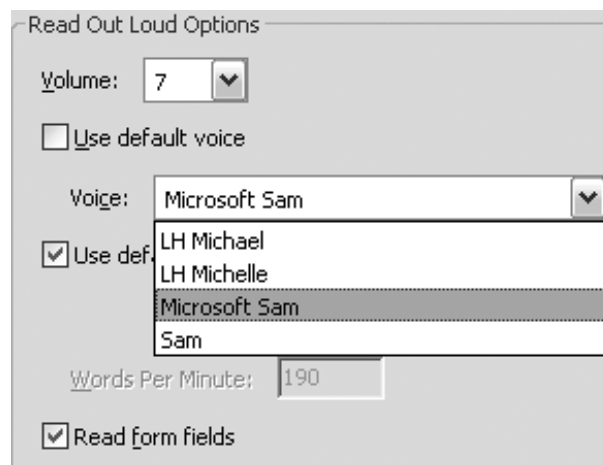 Read Out Loud Options
Volume: 7
Use default voice
Voice: Microsoft Sam
LH Michael
Use def
LH Michelle
Microsoft Sam
Sam
Words Per Minute: 190
Read form fields